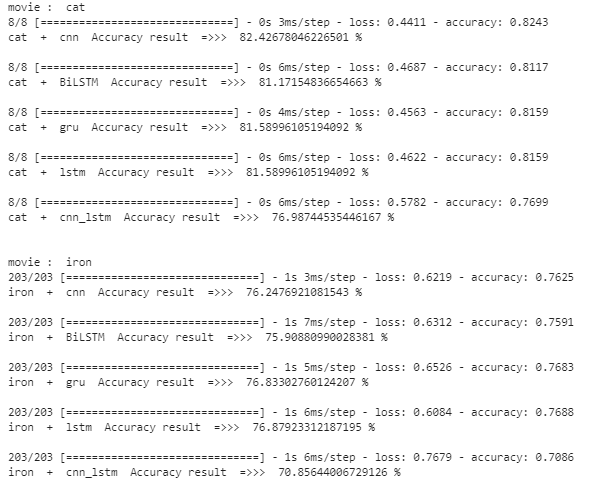 movie :  cat
8/8 [==============================] - 0s 3ms/step - loss: 0.4411 - accuracy: 0.8243
cat  +  cnn  Accuracy result  =>>>  82.42678046226501 %
8/8 [==============================] - 0s 6ms/step - loss: 0.4687 - accuracy: 0.8117
cat  +  BiLSTM  Accuracy result  =>>>  81.17154836654663 %
8/8 [==============================] - 0s 4ms/step - loss: 0.4563 - accuracy: 0.8159
cat  +  gru  Accuracy result  =>>>  81.58996105194092 %
8/8 [==============================] - 0s 6ms/step - loss: 0.4622 - accuracy: 0.8159
cat  +  lstm  Accuracy result  =>>>  81.58996105194092 %
8/8 [==============================] - 0s 6ms/step - loss: 0.5782 - accuracy: 0.7699
cat  +  cnn_lstm  Accuracy result  =>>>  76.98744535446167 %
movie :  iron
203/203 [==============================] - 1s 3ms/step - loss: 0.6219 - accuracy: 0.7625
iron  +  cnn  Accuracy result  =>>>  76.2476921081543 %
203/203 [==============================] - 1s 7ms/step - loss: 0.6312 - accuracy: 0.7591
iron  +  BiLSTM  Accuracy result  =>>>  75.90880990028381 %
203/203 [==============================] - 1s 5ms/step - loss: 0.6526 - accuracy: 0.7683
iron  +  gru  Accuracy result  =>>>  76.83302760124207 %
203/203 [==============================] - 1s 6ms/step - loss: 0.6084 - accuracy: 0.7688
iron  +  lstm  Accuracy result  =>>>  76.87923312187195 %
203/203 [==============================] - 1s 6ms/step - loss: 0.7679 - accuracy: 0.7086
iron  +  cnn_lstm  Accuracy result  =>>>  70.85644006729126 %